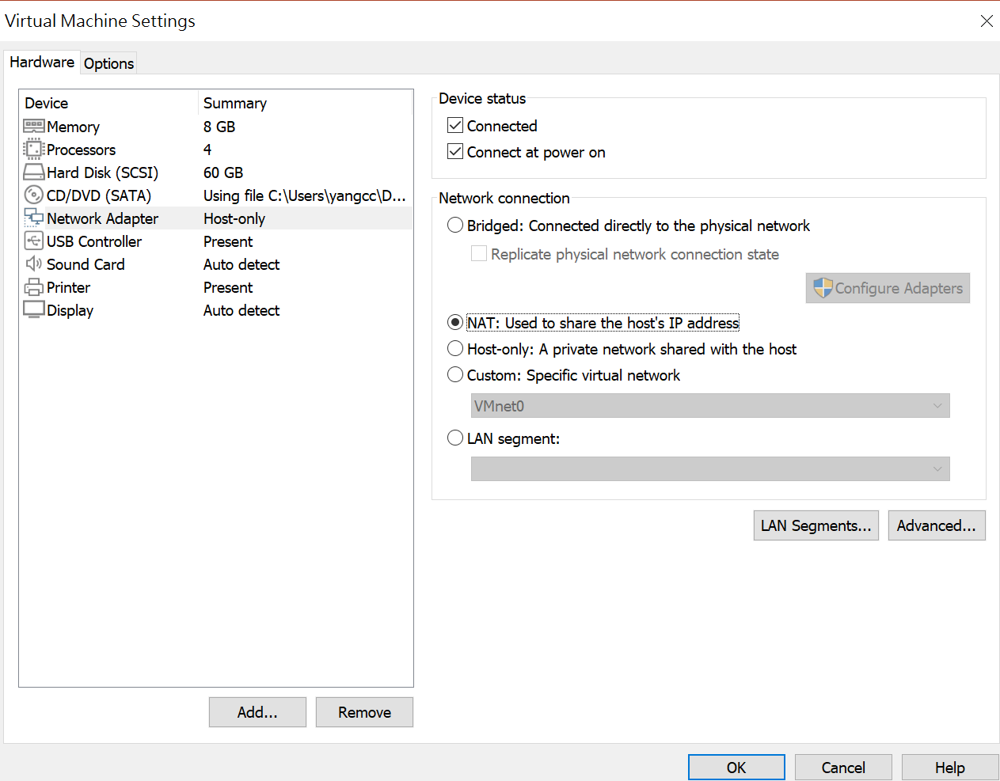 Virtual Machine Settings
Hardware Options
Device Summary
Memory 8 GB
Processors 4
Hard Disk (SCSI) 60 GB
CD/DVD (SATA) Using file C:\Users\yangcc\D...
Network Adapter Host-only
USB Controller Present
Sound Card Auto detect
Printer Present
Display Auto detect
Add... Remove
Device status
Connected
Connect at power on
Network connection
Bridged: Connected directly to the physical network
Replicate physical network connection state
Configure Adapters
NAT: Used to share the host's IP address
Host-only: A private network shared with the host
Custom: Specific virtual network
VMnet0
LAN segment:
LAN Segments... Advanced...
OK Cancel Help